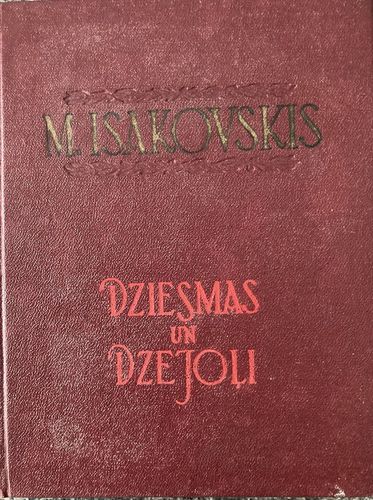 M. ISAKOVSKIS
DZIESMAS
UN
DZEJOĻI